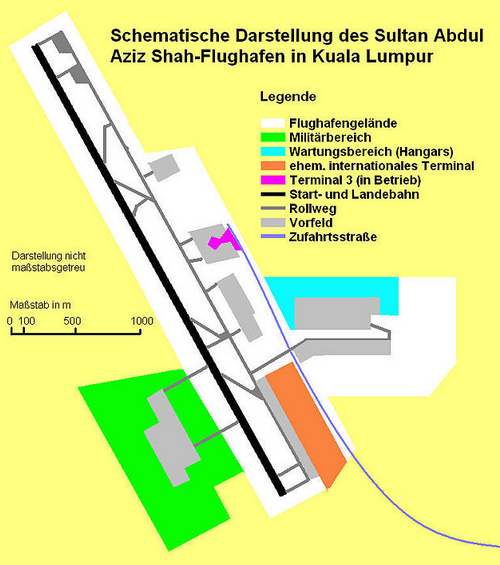 Schematische Darstellung des Sultan Abdul
Aziz Shah-Flughafen in Kuala Lumpur
Legende
Flughafengelände
Militärbereich
Wartungsbereich (Hangars)
ehem. internationales Terminal
Terminal 3 (in Betrieb)
Start- und Landebahn
Rollweg
Vorfeld
Zufahrtsstraße
Darstellung nicht
maßstabsgetreu
Maßstab in m
0 100 500 1000